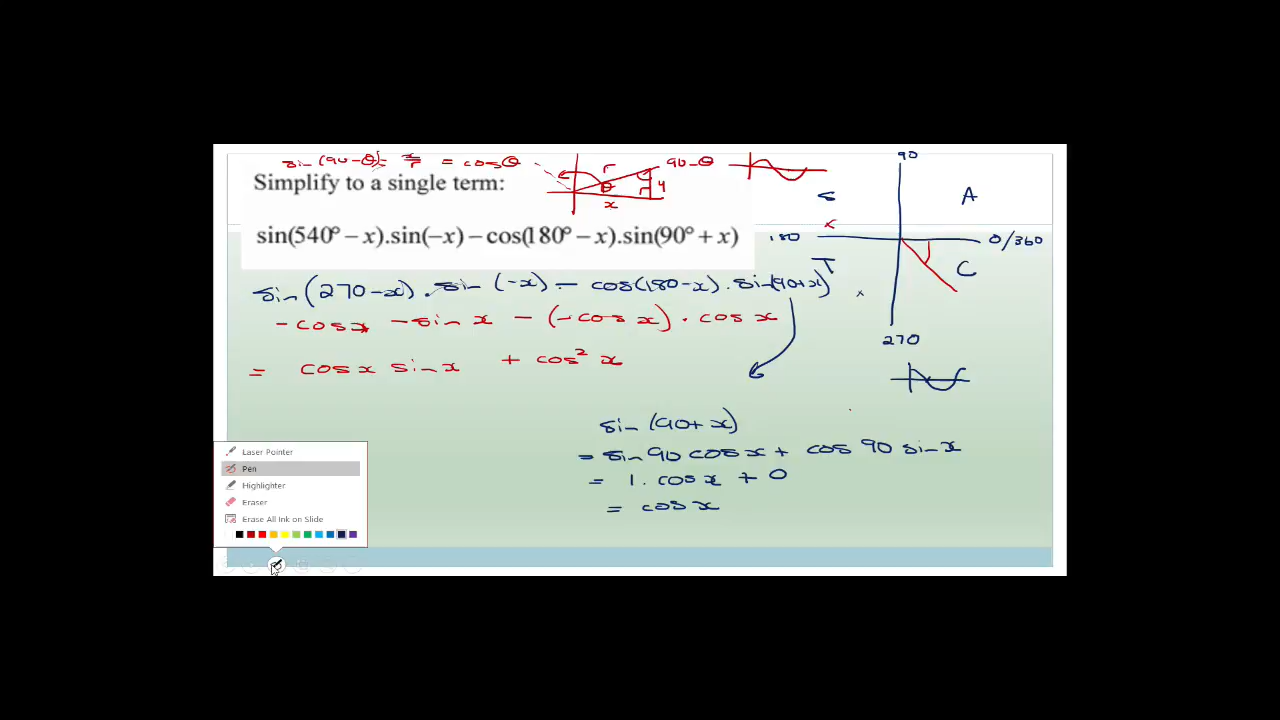 sin (90-θ) = x/r = cos θ
r 90-θ
θ y
x
Simplify to a single term:
sin(540° − x).sin(−x) − cos(180° − x).sin(90° + x)
90
S A
x
180 0/360
T C
270
sin (270-x) . sin (-x) - cos(180-x) . sin(90+x)
-cos x -sin x - (-cos x) . cos x
= cos x sin x + cos² x
sin (90+x)
= sin 90 cos x + cos 90 sin x
= 1. cos x + 0
= cos x
Laser Pointer
Pen
Highlighter
Eraser
Erase All Ink on Slide